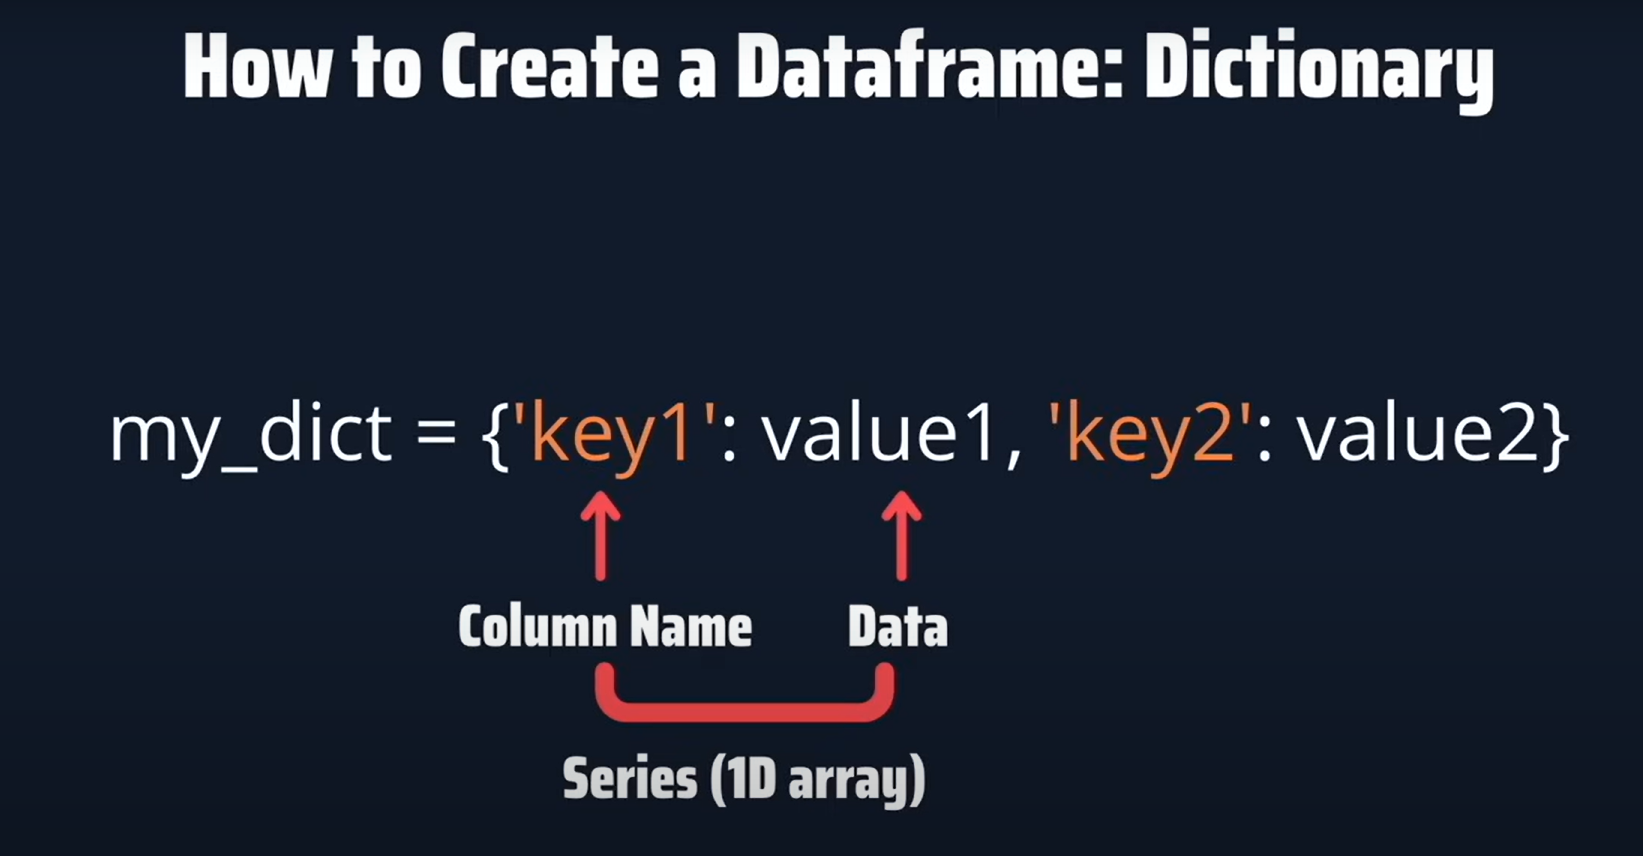 How to Create a Dataframe: Dictionary
my_dict = {'key1': value1, 'key2': value2}
Column Name Data
Series (1D array)